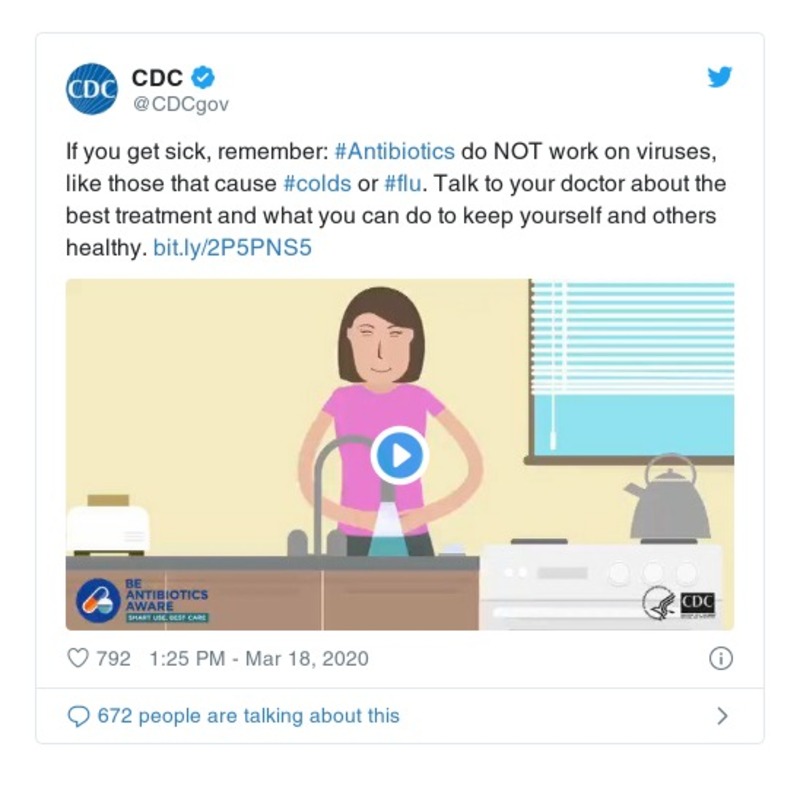 CDC
CDC
@CDCgov
If you get sick, remember: #Antibiotics do NOT work on viruses,
like those that cause #colds or #flu. Talk to your doctor about the
best treatment and what you can do to keep yourself and others
healthy. bit.ly/2P5PNS5
BE
ANTIBIOTICS
AWARE
SMART USE, BEST CARE
CDC
792 1:25 PM - Mar 18, 2020
672 people are talking about this